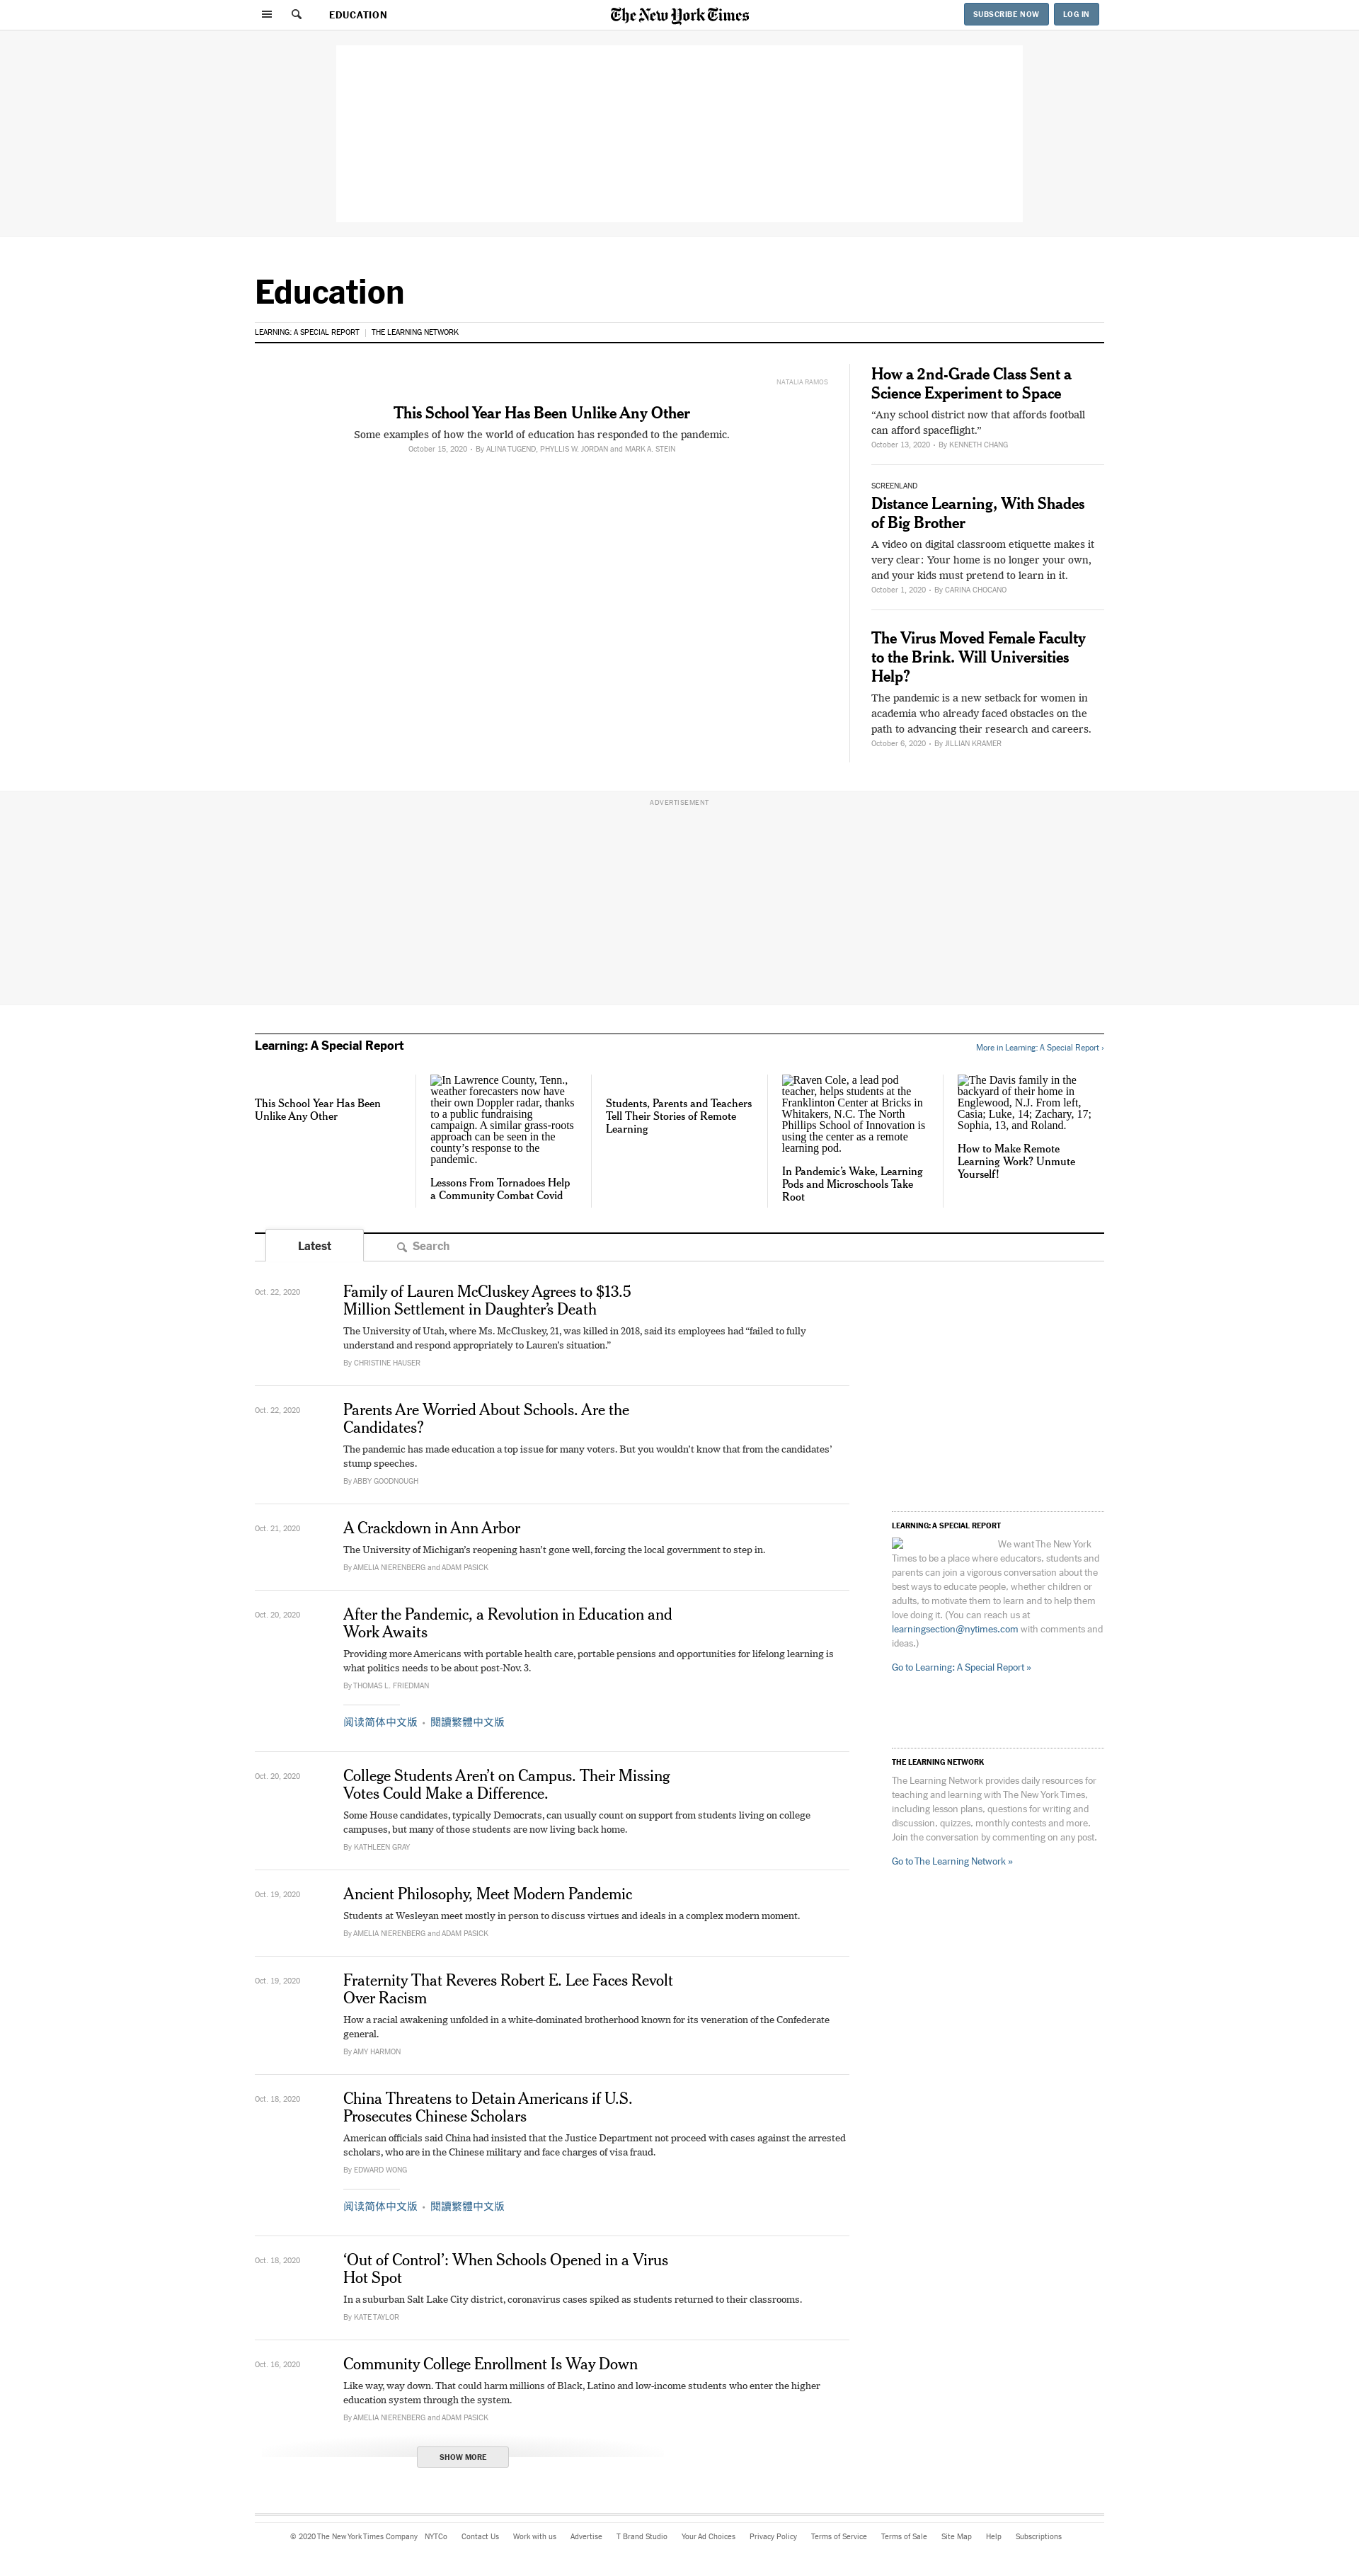 EDUCATION
The New York Times
SUBSCRIBE NOW
LOG IN
Education
LEARNING: A SPECIAL REPORT | THE LEARNING NETWORK
NATALIA RAMOS
This School Year Has Been Unlike Any Other
Some examples of how the world of education has responded to the pandemic.
October 15, 2020 • By ALINA TUGEND, PHYLLIS W. JORDAN and MARK A. STEIN
How a 2nd-Grade Class Sent a
Science Experiment to Space
“Any school district now that affords football
can afford spaceflight.”
October 13, 2020 • By KENNETH CHANG
SCREENLAND
Distance Learning, With Shades
of Big Brother
A video on digital classroom etiquette makes it
very clear: Your home is no longer your own,
and your kids must pretend to learn in it.
October 1, 2020 • By CARINA CHOCANO
The Virus Moved Female Faculty
to the Brink. Will Universities
Help?
The pandemic is a new setback for women in
academia who already faced obstacles on the
path to advancing their research and careers.
October 6, 2020 • By JILLIAN KRAMER
ADVERTISEMENT
Learning: A Special Report
More in Learning: A Special Report ›
This School Year Has Been
Unlike Any Other
In Lawrence County, Tenn.,
weather forecasters now have
their own Doppler radar, thanks
to a public fundraising
campaign. A similar grass-roots
approach can be seen in the
county’s response to the
pandemic.
Lessons From Tornadoes Help
a Community Combat Covid
Students, Parents and Teachers
Tell Their Stories of Remote
Learning
Raven Cole, a lead pod
teacher, helps students at the
Franklinton Center at Bricks in
Whitakers, N.C. The North
Phillips School of Innovation is
using the center as a remote
learning pod.
In Pandemic’s Wake, Learning
Pods and Microschools Take
Root
The Davis family in the
backyard of their home in
Englewood, N.J. From left,
Casia; Luke, 14; Zachary, 17;
Sophia, 13, and Roland.
How to Make Remote
Learning Work? Unmute
Yourself!
Latest
Search
Oct. 22, 2020
Family of Lauren McCluskey Agrees to $13.5
Million Settlement in Daughter’s Death
The University of Utah, where Ms. McCluskey, 21, was killed in 2018, said its employees had “failed to fully
understand and respond appropriately to Lauren’s situation.”
By CHRISTINE HAUSER
Oct. 22, 2020
Parents Are Worried About Schools. Are the
Candidates?
The pandemic has made education a top issue for many voters. But you wouldn’t know that from the candidates’
stump speeches.
By ABBY GOODNOUGH
Oct. 21, 2020
A Crackdown in Ann Arbor
The University of Michigan’s reopening hasn’t gone well, forcing the local government to step in.
By AMELIA NIERENBERG and ADAM PASICK
Oct. 20, 2020
After the Pandemic, a Revolution in Education and
Work Awaits
Providing more Americans with portable health care, portable pensions and opportunities for lifelong learning is
what politics needs to be about post-Nov. 3.
By THOMAS L. FRIEDMAN
阅读简体中文版 • 閱讀繁體中文版
Oct. 20, 2020
College Students Aren’t on Campus. Their Missing
Votes Could Make a Difference.
Some House candidates, typically Democrats, can usually count on support from students living on college
campuses, but many of those students are now living back home.
By KATHLEEN GRAY
Oct. 19, 2020
Ancient Philosophy, Meet Modern Pandemic
Students at Wesleyan meet mostly in person to discuss virtues and ideals in a complex modern moment.
By AMELIA NIERENBERG and ADAM PASICK
Oct. 19, 2020
Fraternity That Reveres Robert E. Lee Faces Revolt
Over Racism
How a racial awakening unfolded in a white-dominated brotherhood known for its veneration of the Confederate
general.
By AMY HARMON
Oct. 18, 2020
China Threatens to Detain Americans if U.S.
Prosecutes Chinese Scholars
American officials said China had insisted that the Justice Department not proceed with cases against the arrested
scholars, who are in the Chinese military and face charges of visa fraud.
By EDWARD WONG
阅读简体中文版 • 閱讀繁體中文版
Oct. 18, 2020
‘Out of Control’: When Schools Opened in a Virus
Hot Spot
In a suburban Salt Lake City district, coronavirus cases spiked as students returned to their classrooms.
By KATE TAYLOR
Oct. 16, 2020
Community College Enrollment Is Way Down
Like way, way down. That could harm millions of Black, Latino and low-income students who enter the higher
education system through the system.
By AMELIA NIERENBERG and ADAM PASICK
SHOW MORE
LEARNING: A SPECIAL REPORT
We want The New York
Times to be a place where educators, students and
parents can join a vigorous conversation about the
best ways to educate people, whether children or
adults, to motivate them to learn and to help them
love doing it. (You can reach us at
learningsection@nytimes.com with comments and
ideas.)
Go to Learning: A Special Report »
THE LEARNING NETWORK
The Learning Network provides daily resources for
teaching and learning with The New York Times,
including lesson plans, questions for writing and
discussion, quizzes, monthly contests and more.
Join the conversation by commenting on any post.
Go to The Learning Network »
© 2020 The New York Times Company NYTCo Contact Us Work with us Advertise T Brand Studio Your Ad Choices Privacy Policy Terms of Service Terms of Sale Site Map Help Subscriptions